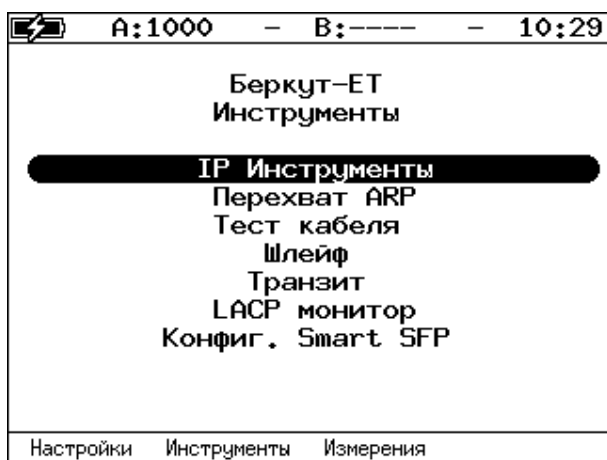 A:1000 – B:---- – 10:29
Беркут-ET
Инструменты
IP Инструменты
Перехват ARP
Тест кабеля
Шлейф
Транзит
LACP монитор
Конфиг. Smart SFP
Настройки Инструменты Измерения